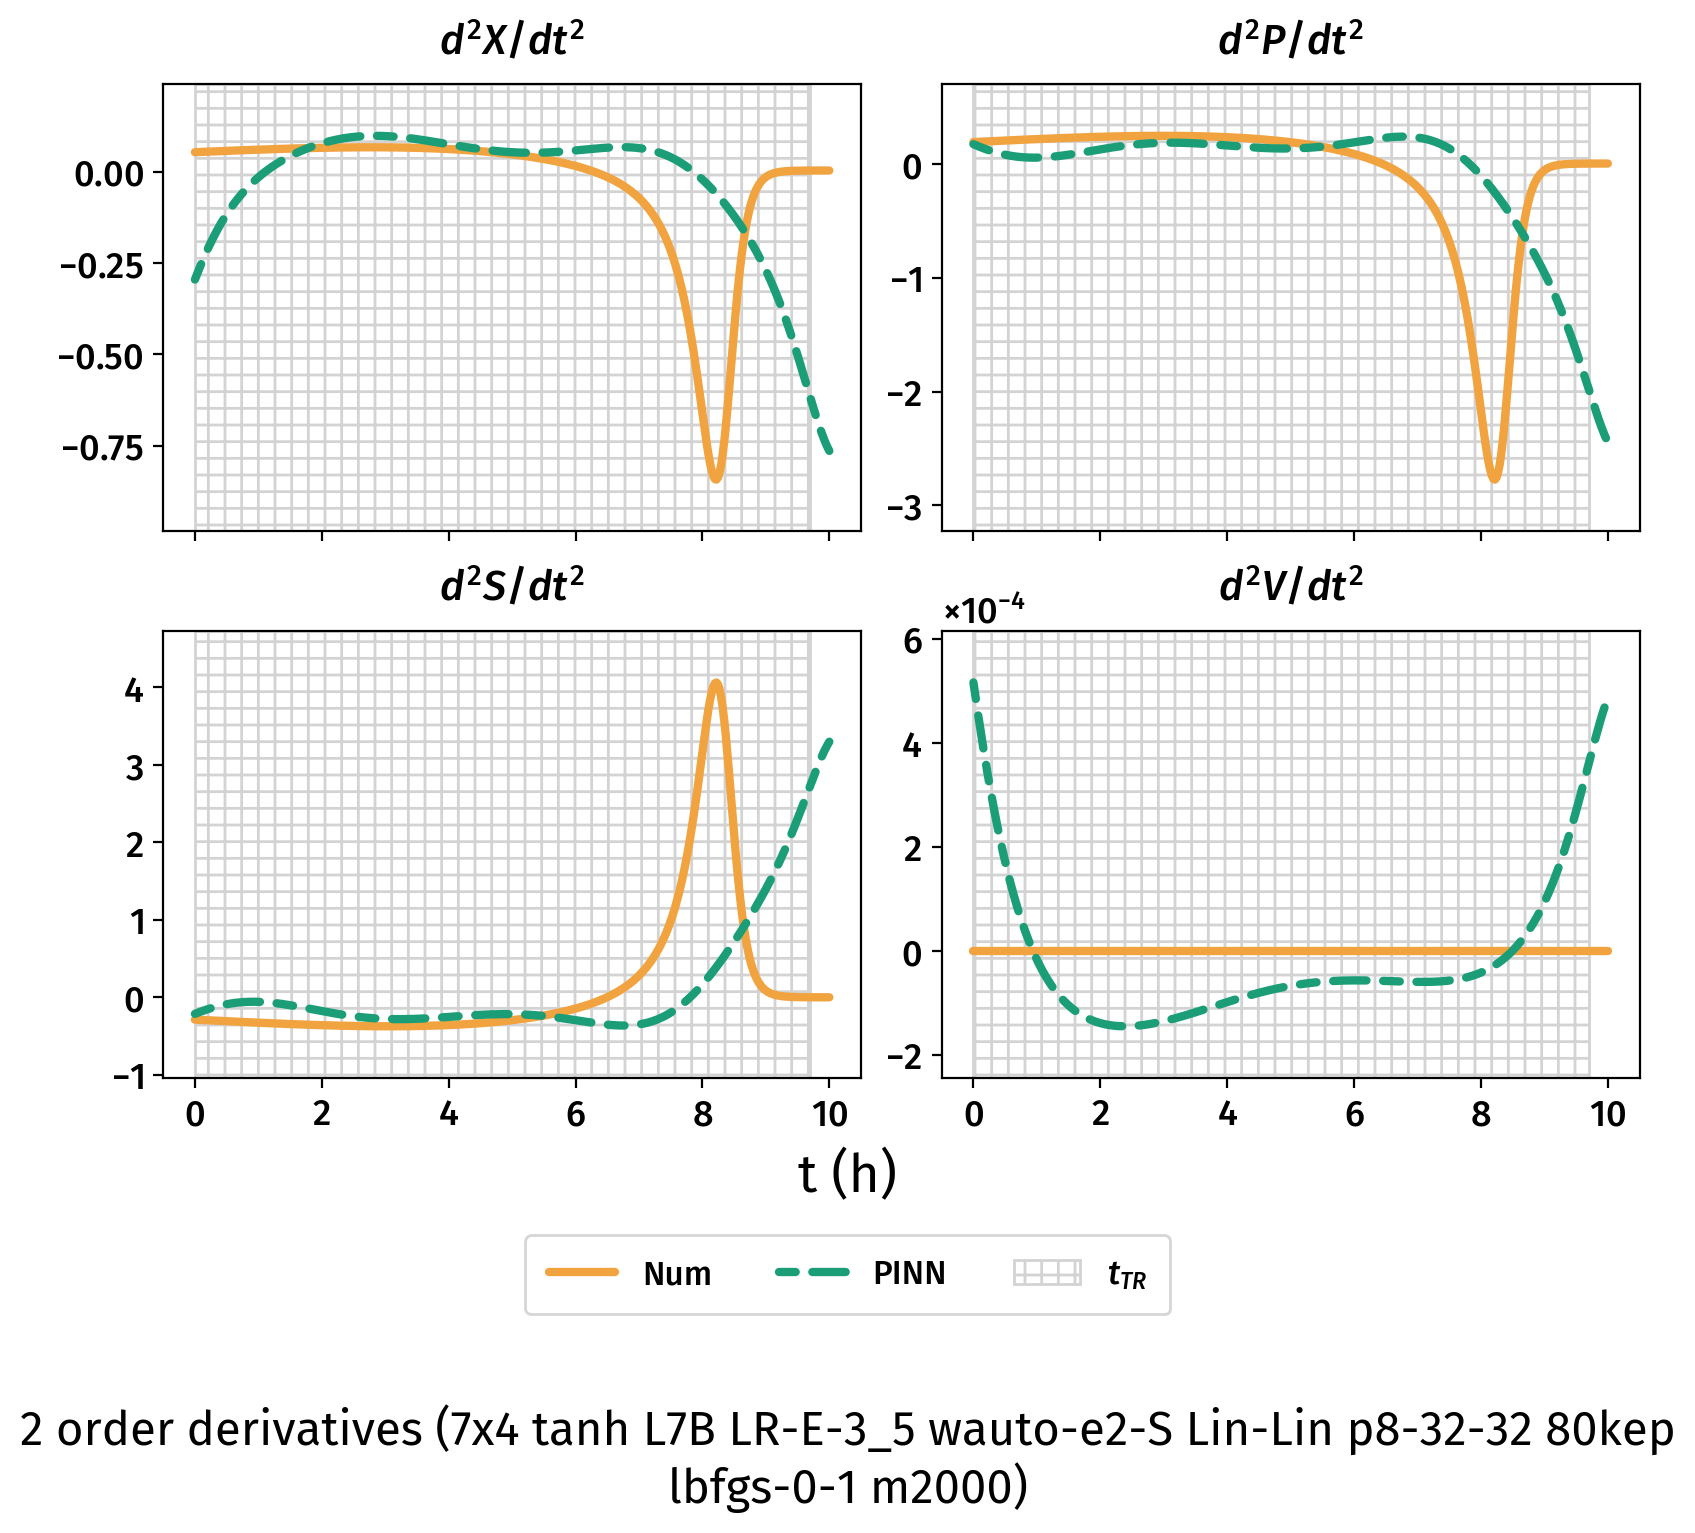 d²X/dt²
d²P/dt²
0.00
−0.25
−0.50
−0.75
0
−1
−2
−3
d²S/dt²
d²V/dt²
×10⁻⁴
4
3
2
1
0
−1
6
4
2
0
−2
0 2 4 6 8 10
0 2 4 6 8 10
t (h)
Num PINN t_TR
2 order derivatives (7x4 tanh L7B LR-E-3_5 wauto-e2-S Lin-Lin p8-32-32 80kep
lbfgs-0-1 m2000)